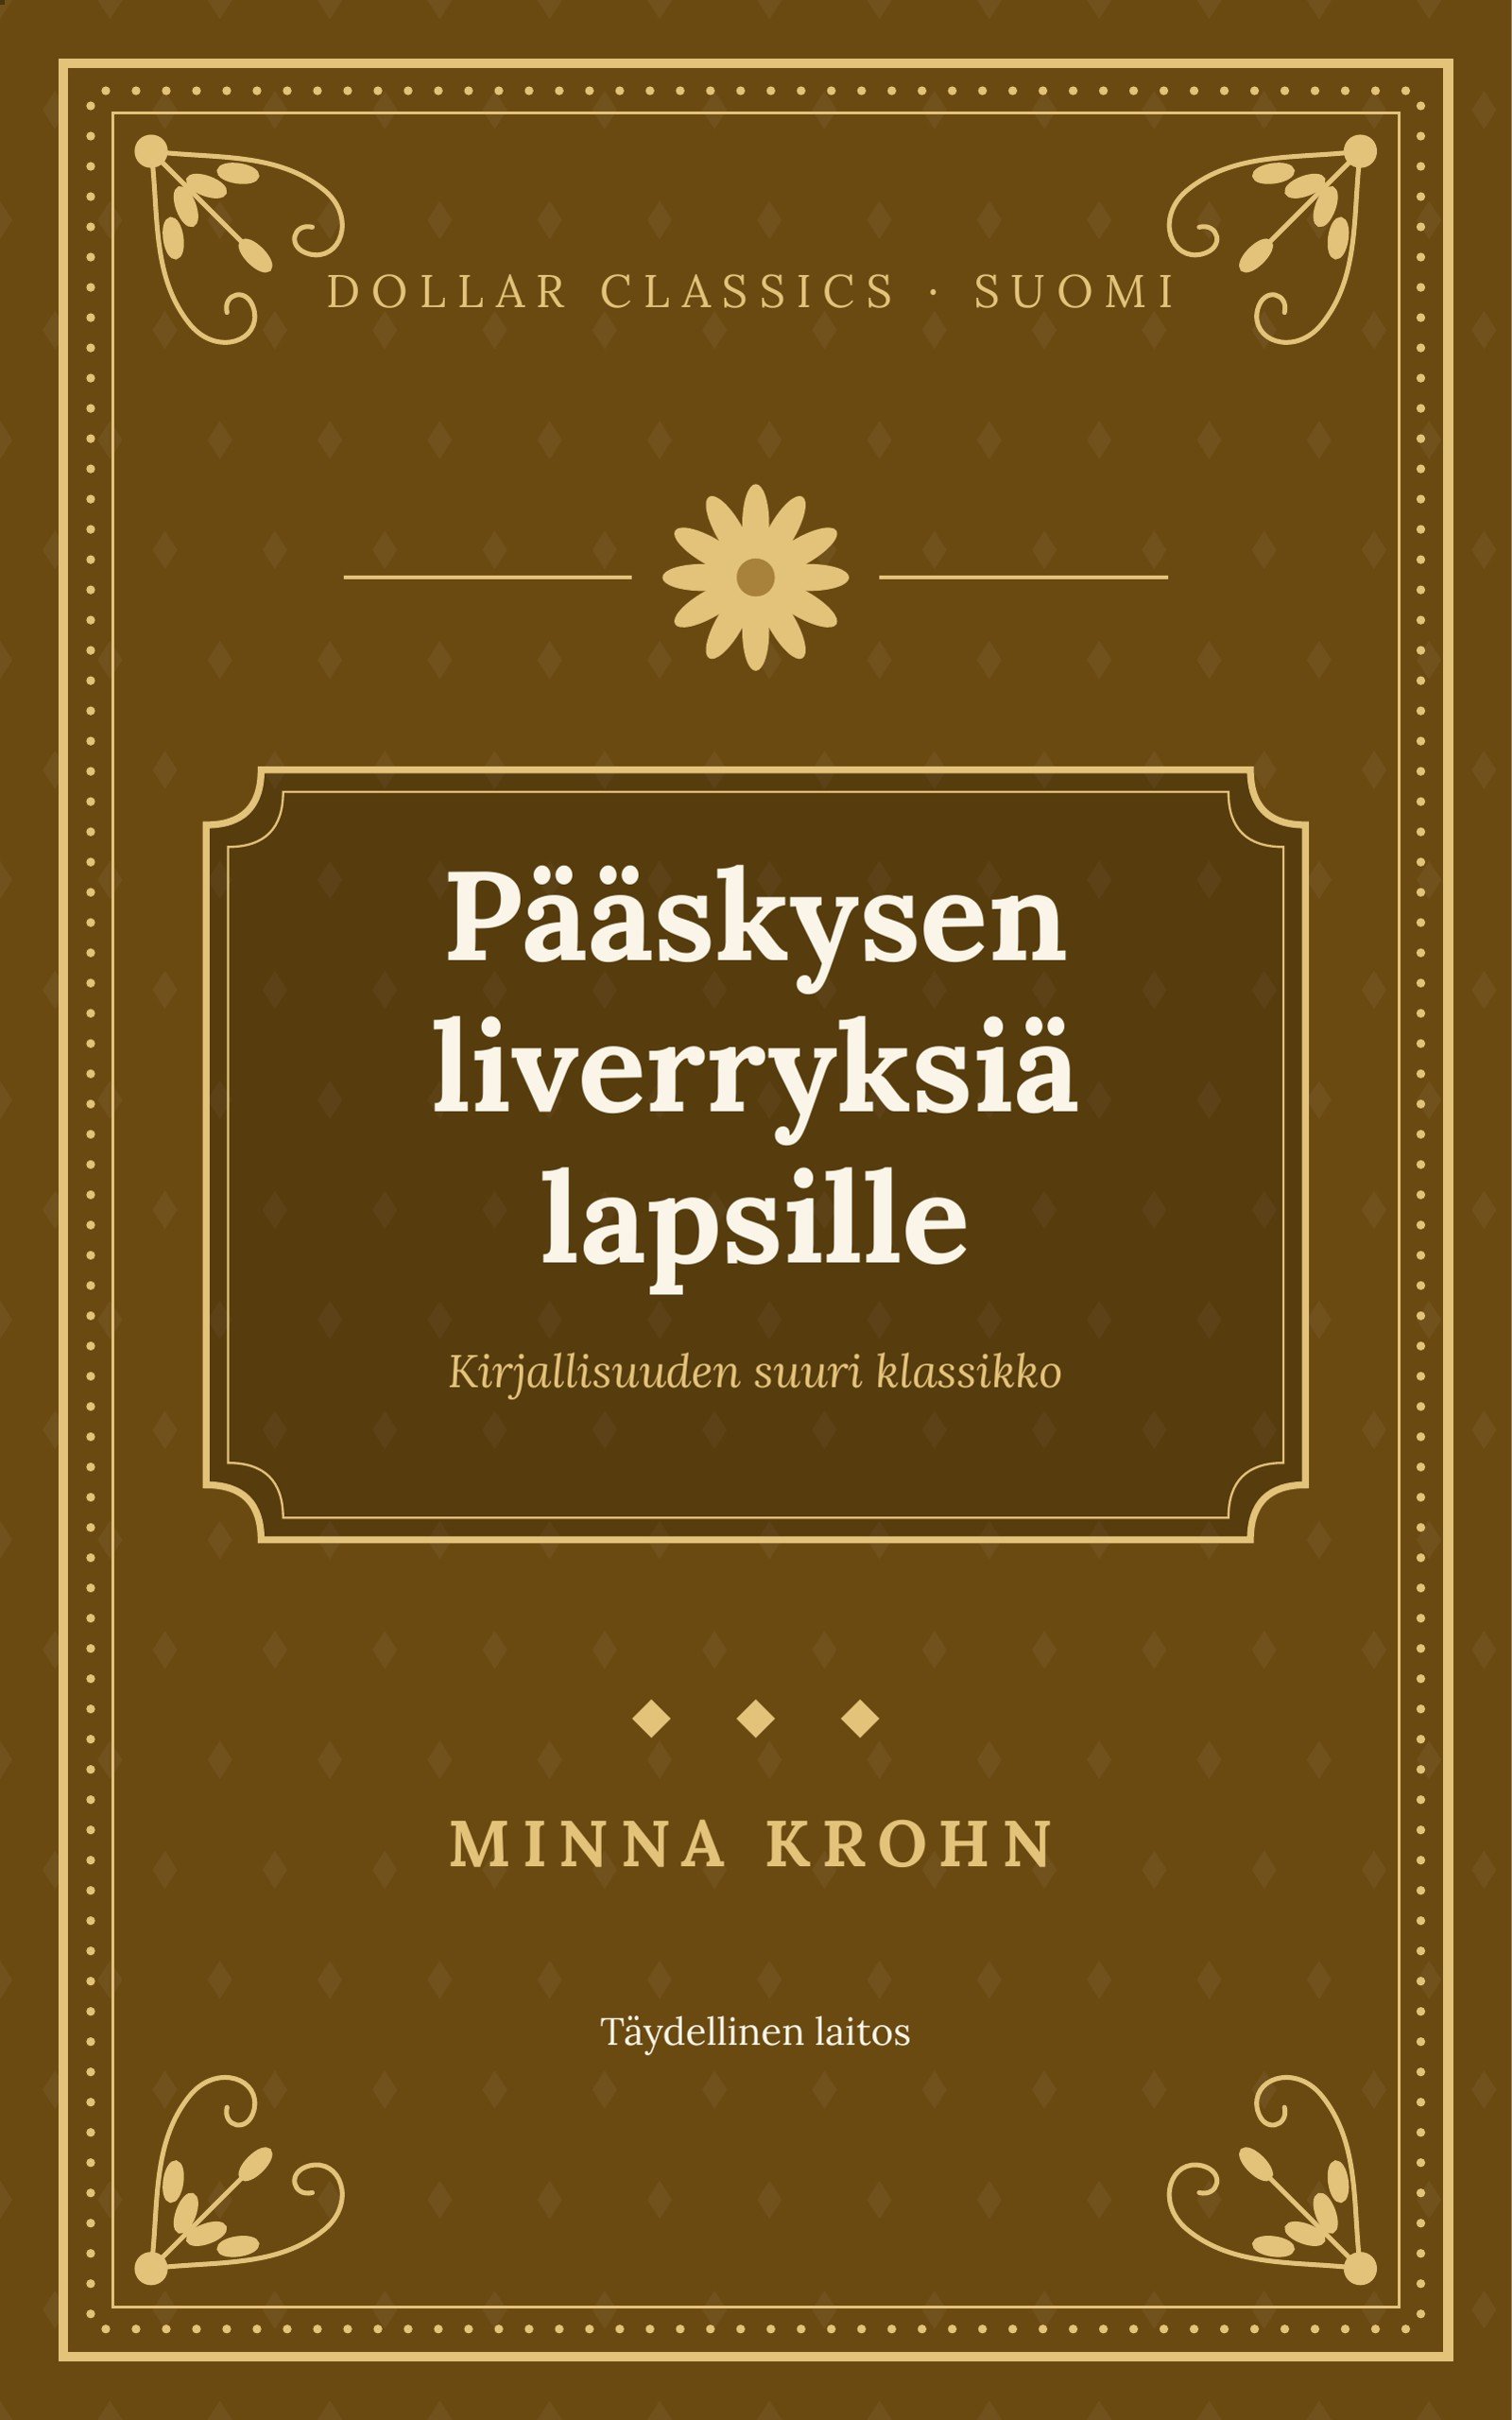 DOLLAR CLASSICS · SUOMI
Pääskysen
liverryksiä
lapsille
Kirjallisuuden suuri klassikko
MINNA KROHN
Täydellinen laitos